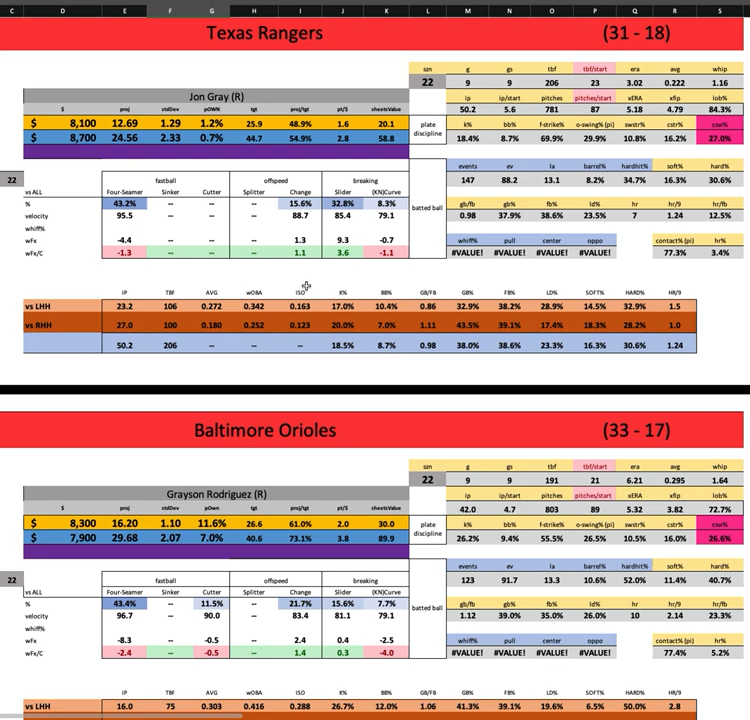 C D E F G H I J K L M N O P Q R S
Texas Rangers (31 - 18)
szn g gs tbf tbf/start era avg whip
22 9 9 206 23 3.02 0.222 1.16
Jon Gray (R) ip ip/start pitches pitches/start xERA xfip lob%
$ proj stdDev pOWN tgt proj/tgt pt/$ sheetsValue 50.2 5.6 781 87 5.18 4.79 84.3%
$ 8,100 12.69 1.29 1.2% 25.9 48.9% 1.6 20.1 plate discipline k% bb% f-strike% o-swing% (pi) swstr% cstr% csw%
$ 8,700 24.56 2.33 0.7% 44.7 54.9% 2.8 58.8 18.4% 8.7% 69.9% 29.9% 10.8% 16.2% 27.0%
events ev la barrel% hardhit% soft% hard%
22 fastball offspeed breaking 147 88.2 13.1 8.2% 34.7% 16.3% 30.6%
vs ALL Four-Seamer Sinker Cutter Splitter Change Slider (KN)Curve batted ball
% 43.2% -- -- -- 15.6% 32.8% 8.3% gb/fb gb% fb% ld% hr hr/9 hr/fb
velocity 95.5 -- -- -- 88.7 85.4 79.1 0.98 37.9% 38.6% 23.5% 7 1.24 12.5%
whiff%
wFx -4.4 -- -- -- 1.3 9.3 -0.7 whiff% pull center oppo contact% (pi) hr%
wFx/C -1.3 -- -- -- 1.1 3.6 -1.1 #VALUE! #VALUE! #VALUE! #VALUE! 77.3% 3.4%
IP TBF AVG wOBA ISO K% BB% GB/FB GB% FB% LD% SOFT% HARD% HR/9
vs LHH 23.2 106 0.272 0.342 0.163 17.0% 10.4% 0.86 32.9% 38.2% 28.9% 14.5% 32.9% 1.5
vs RHH 27.0 100 0.180 0.252 0.123 20.0% 7.0% 1.11 43.5% 39.1% 17.4% 18.3% 28.2% 1.0
50.2 206 -- -- -- 18.5% 8.7% 0.98 38.0% 38.6% 23.3% 16.3% 30.6% 1.24
Baltimore Orioles (33 - 17)
szn g gs tbf tbf/start era avg whip
22 9 9 191 21 6.21 0.295 1.64
Grayson Rodriguez (R) ip ip/start pitches pitches/start xERA xfip lob%
$ proj stdDev pOwn tgt proj/tgt pt/$ sheetsValue 42.0 4.7 803 89 5.32 3.82 72.7%
$ 8,300 16.20 1.10 11.6% 26.6 61.0% 2.0 30.0 plate discipline k% bb% f-strike% o-swing% (pi) swstr% cstr% csw%
$ 7,900 29.68 2.07 7.0% 40.6 73.1% 3.8 89.9 26.2% 9.4% 55.5% 26.5% 10.5% 16.0% 26.6%
events ev la barrel% hardhit% soft% hard%
22 fastball offspeed breaking 123 91.7 13.3 10.6% 52.0% 11.4% 40.7%
vs ALL Four-Seamer Sinker Cutter Splitter Change Slider (KN)Curve batted ball
% 43.4% -- 11.5% -- 21.7% 15.6% 7.7% gb/fb gb% fb% ld% hr hr/9 hr/fb
velocity 96.7 -- 90.0 -- 83.4 81.1 79.1 1.12 39.0% 35.0% 26.0% 10 2.14 23.3%
whiff%
wFx -8.3 -- -0.5 -- 2.4 0.4 -2.5 whiff% pull center oppo contact% (pi) hr%
wFx/C -2.4 -- -0.5 -- 1.4 0.3 -4.0 #VALUE! #VALUE! #VALUE! #VALUE! 77.4% 5.2%
IP TBF AVG wOBA ISO K% BB% GB/FB GB% FB% LD% SOFT% HARD% HR/9
vs LHH 16.0 75 0.303 0.416 0.288 26.7% 12.0% 1.06 41.3% 39.1% 19.6% 6.5% 50.0% 2.8